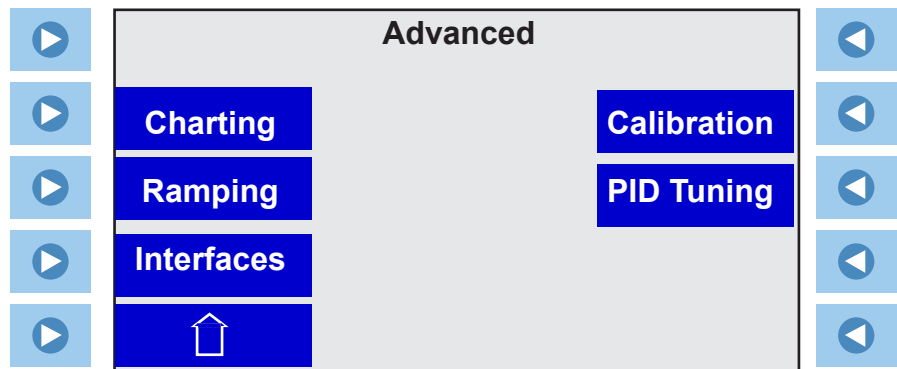 Advanced
Charting
Calibration
Ramping
PID Tuning
Interfaces